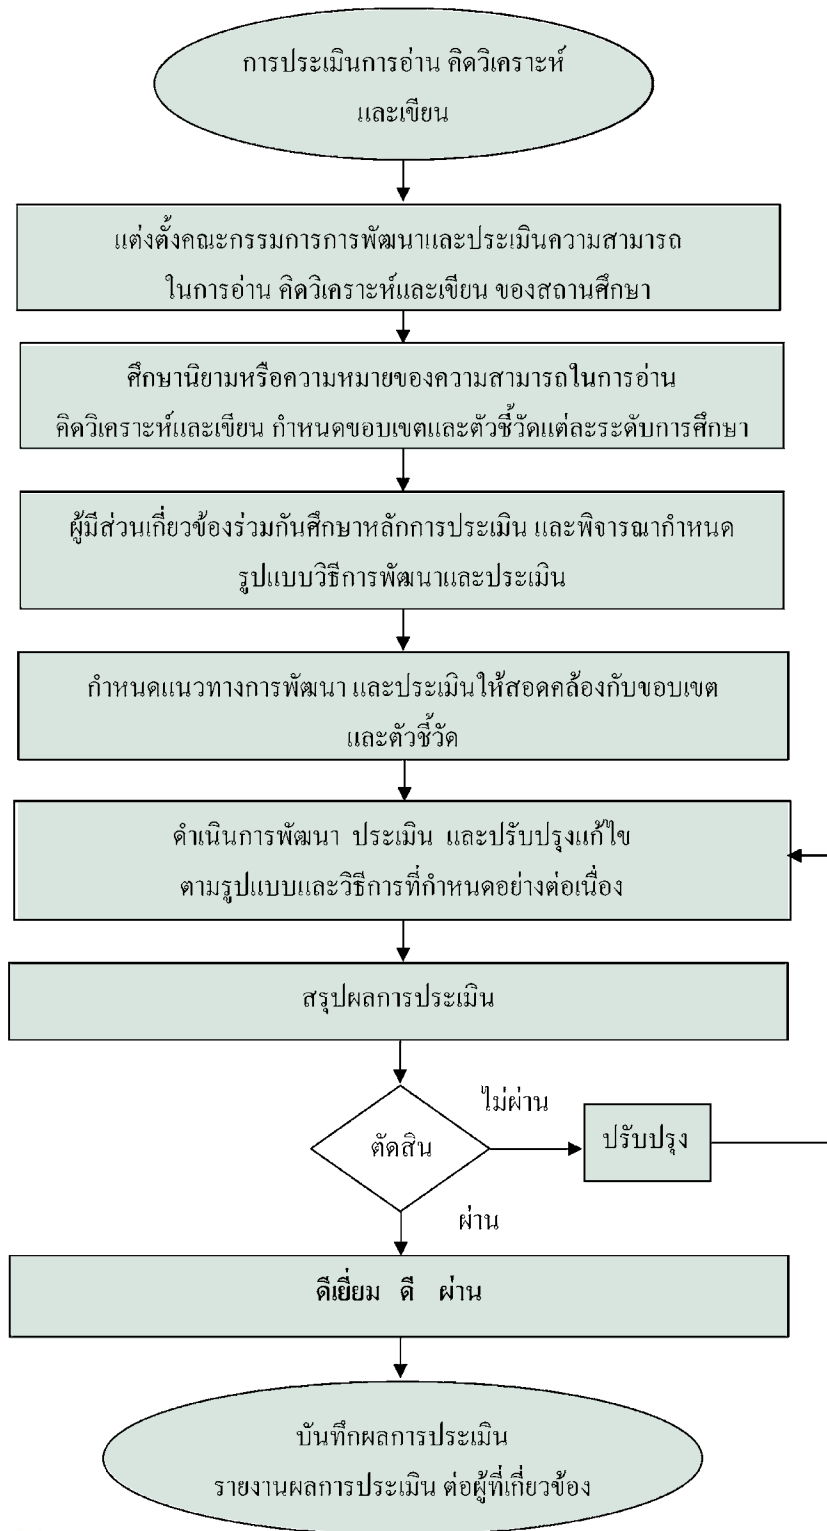 การประเมินการอ่าน คิดวิเคราะห์
และเขียน
แต่งตั้งคณะกรรมการการพัฒนาและประเมินความสามารถ
ในการอ่าน คิดวิเคราะห์และเขียน ของสถานศึกษา
ศึกษานิยามหรือความหมายของความสามารถในการอ่าน
คิดวิเคราะห์และเขียน กำหนดขอบเขตและตัวชี้วัดแต่ละระดับการศึกษา
ผู้มีส่วนเกี่ยวข้องร่วมกันศึกษาหลักการประเมิน และพิจารณากำหนด
รูปแบบวิธีการพัฒนาและประเมิน
กำหนดแนวทางการพัฒนา และประเมินให้สอดคล้องกับขอบเขต
และตัวชี้วัด
ดำเนินการพัฒนา ประเมิน และปรับปรุงแก้ไข
ตามรูปแบบและวิธีการที่กำหนดอย่างต่อเนื่อง
สรุปผลการประเมิน
ไม่ผ่าน
ตัดสิน
ปรับปรุง
ผ่าน
ดีเยี่ยม ดี ผ่าน
บันทึกผลการประเมิน
รายงานผลการประเมิน ต่อผู้ที่เกี่ยวข้อง